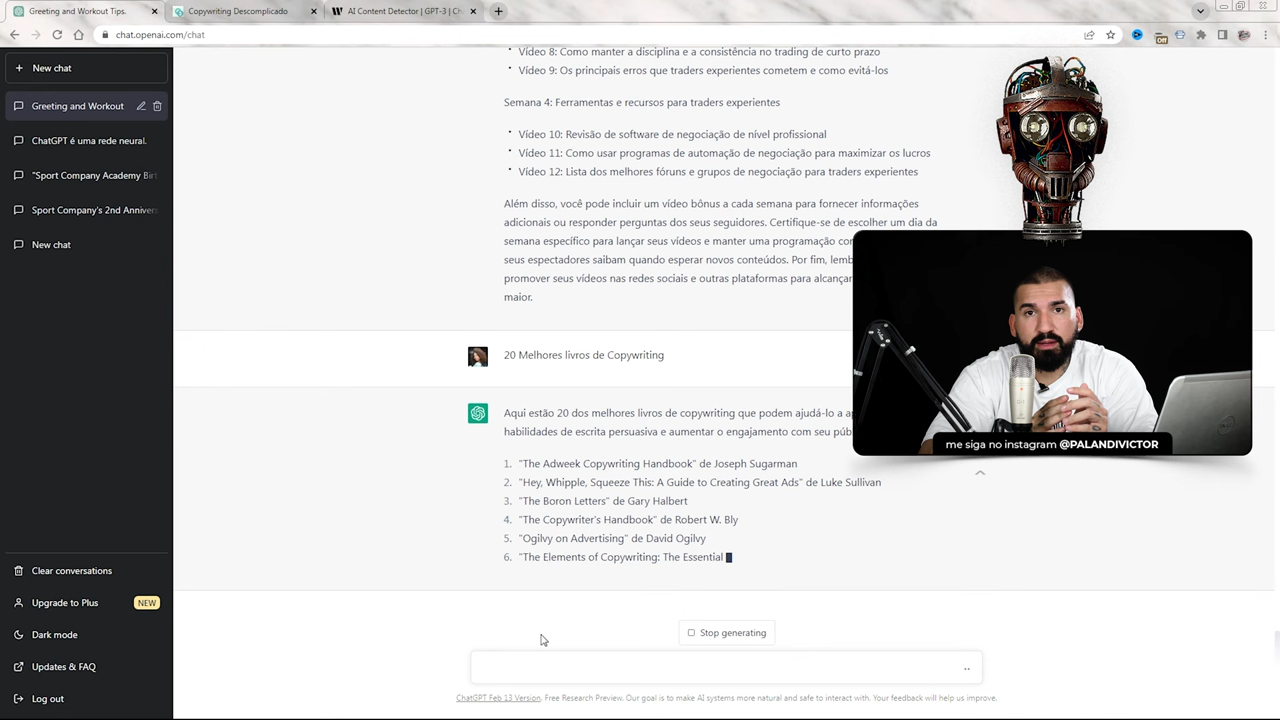 Greeting and Workout Tips.
Copywriting Descomplicado
AI Content Detector | GPT-3 | Ch
chat.openai.com/chat
Off
New chat
Greeting and Workout
ChatGPT é uma rede neural.
"Sport Company Academy Birt
Sport Company's 2nd Annivers
New chat
Clear conversations
Upgrade to Plus NEW
Dark mode
Updates & FAQ
Log out
• Vídeo 8: Como manter a disciplina e a consistência no trading de curto prazo
• Vídeo 9: Os principais erros que traders experientes cometem e como evitá-los
Semana 4: Ferramentas e recursos para traders experientes
• Vídeo 10: Revisão de software de negociação de nível profissional
• Vídeo 11: Como usar programas de automação de negociação para maximizar os lucros
• Vídeo 12: Lista dos melhores fóruns e grupos de negociação para traders experientes
Além disso, você pode incluir um vídeo bônus a cada semana para fornecer informações
adicionais ou responder perguntas dos seus seguidores. Certifique-se de escolher um dia da
semana específico para lançar seus vídeos e manter uma programação con
seus espectadores saibam quando esperar novos conteúdos. Por fim, lemb
promover seus vídeos nas redes sociais e outras plataformas para alcançar
maior.
20 Melhores livros de Copywriting
Aqui estão 20 dos melhores livros de copywriting que podem ajudá-lo a a
habilidades de escrita persuasiva e aumentar o engajamento com seu púb
1. "The Adweek Copywriting Handbook" de Joseph Sugarman
2. "Hey, Whipple, Squeeze This: A Guide to Creating Great Ads" de Luke Sullivan
3. "The Boron Letters" de Gary Halbert
4. "The Copywriter's Handbook" de Robert W. Bly
5. "Ogilvy on Advertising" de David Ogilvy
6. "The Elements of Copywriting: The Essential
me siga no instagram @PALANDIVICTOR
Stop generating
ChatGPT Feb 13 Version. Free Research Preview. Our goal is to make AI systems more natural and safe to interact with. Your feedback will help us improve.